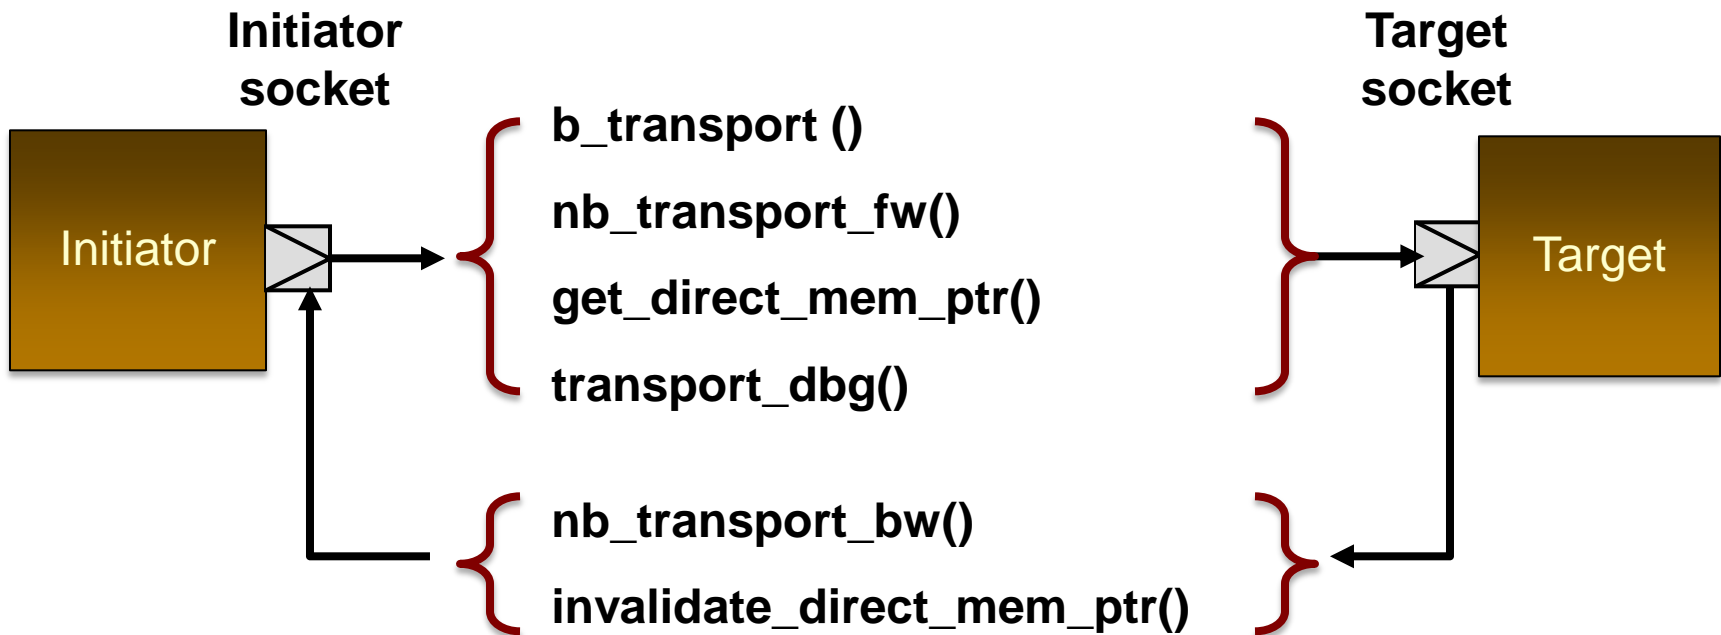 Initiator
socket
Target
socket
b_transport ()
nb_transport_fw()
Initiator
Target
get_direct_mem_ptr()
transport_dbg()
nb_transport_bw()
invalidate_direct_mem_ptr()